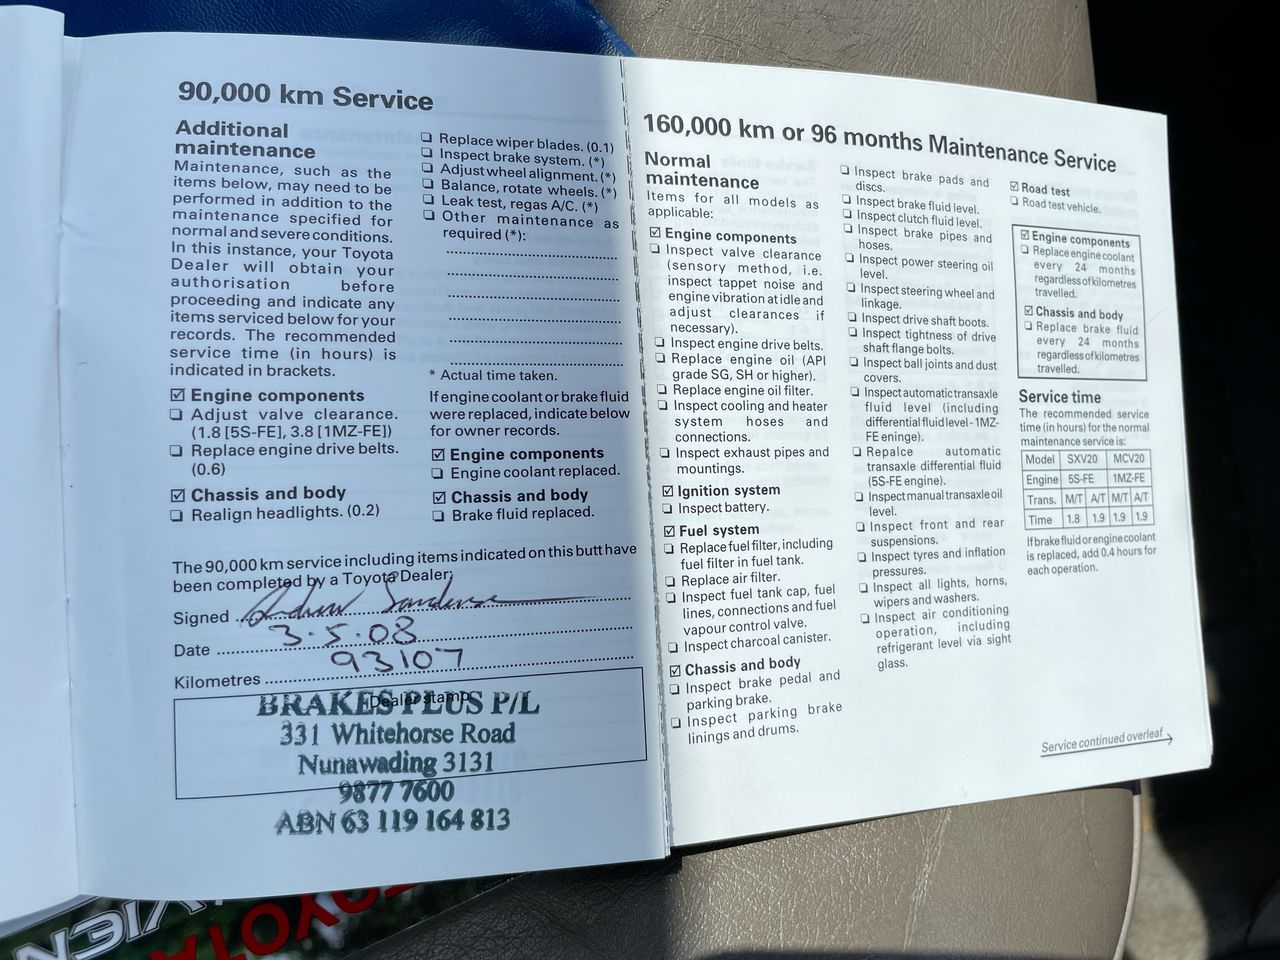 90,000 km Service
Additional
maintenance
Maintenance, such as the
items below, may need to be
performed in addition to the
maintenance specified for
normal and severe conditions.
In this instance, your Toyota
Dealer will obtain your
authorisation before
proceeding and indicate any
items serviced below for your
records. The recommended
service time (in hours) is
indicated in brackets.
☑ Engine components
❏ Adjust valve clearance.
(1.8 [5S-FE], 3.8 [1MZ-FE])
❏ Replace engine drive belts.
(0.6)
☑ Chassis and body
❏ Realign headlights. (0.2)
❏ Replace wiper blades. (0.1)
❏ Inspect brake system. (*)
❏ Adjust wheel alignment. (*)
❏ Balance, rotate wheels. (*)
❏ Leak test, regas A/C. (*)
❏ Other maintenance as
required (*):
* Actual time taken.
If engine coolant or brake fluid
were replaced, indicate below
for owner records.
☑ Engine components
❏ Engine coolant replaced.
☑ Chassis and body
❏ Brake fluid replaced.
The 90,000 km service including items indicated on this butt have
been completed by a Toyota Dealer:
Signed Andrew Sanderse
Date 3.5.08
Kilometres 93107
Dealer stamp
BRAKES PLUS P/L
331 Whitehorse Road
Nunawading 3131
9877 7600
ABN 63 119 164 813
160,000 km or 96 months Maintenance Service
Normal
maintenance
Items for all models as
applicable:
☑ Engine components
❏ Inspect valve clearance
(sensory method, i.e.
inspect tappet noise and
engine vibration at idle and
adjust clearances if
necessary).
❏ Inspect engine drive belts.
❏ Replace engine oil (API
grade SG, SH or higher).
❏ Replace engine oil filter.
❏ Inspect cooling and heater
system hoses and
connections.
❏ Inspect exhaust pipes and
mountings.
☑ Ignition system
❏ Inspect battery.
☑ Fuel system
❏ Replace fuel filter, including
fuel filter in fuel tank.
❏ Replace air filter.
❏ Inspect fuel tank cap, fuel
lines, connections and fuel
vapour control valve.
❏ Inspect charcoal canister.
☑ Chassis and body
❏ Inspect brake pedal and
parking brake.
❏ Inspect parking brake
linings and drums.
❏ Inspect brake pads and
discs.
❏ Inspect brake fluid level.
❏ Inspect clutch fluid level.
❏ Inspect brake pipes and
hoses.
❏ Inspect power steering oil
level.
❏ Inspect steering wheel and
linkage.
❏ Inspect drive shaft boots.
❏ Inspect tightness of drive
shaft flange bolts.
❏ Inspect ball joints and dust
covers.
❏ Inspect automatic transaxle
fluid level (including
differential fluid level - 1MZ-
FE eninge).
❏ Repalce automatic
transaxle differential fluid
(5S-FE engine).
❏ Inspect manual transaxle oil
level.
❏ Inspect front and rear
suspensions.
❏ Inspect tyres and inflation
pressures.
❏ Inspect all lights, horns,
wipers and washers.
❏ Inspect air conditioning
operation, including
refrigerant level via sight
glass.
☑ Road test
❏ Road test vehicle.
☑ Engine components
❏ Replace engine coolant
every 24 months
regardless of kilometres
travelled.
☑ Chassis and body
❏ Replace brake fluid
every 24 months
regardless of kilometres
travelled.
Service time
The recommended service
time (in hours) for the normal
maintenance service is:
Model SXV20 MCV20
Engine 5S-FE 1MZ-FE
Trans. M/T A/T M/T A/T
Time 1.8 1.9 1.9 1.9
If brake fluid or engine coolant
is replaced, add 0.4 hours for
each operation.
Service continued overleaf
TOYOTA